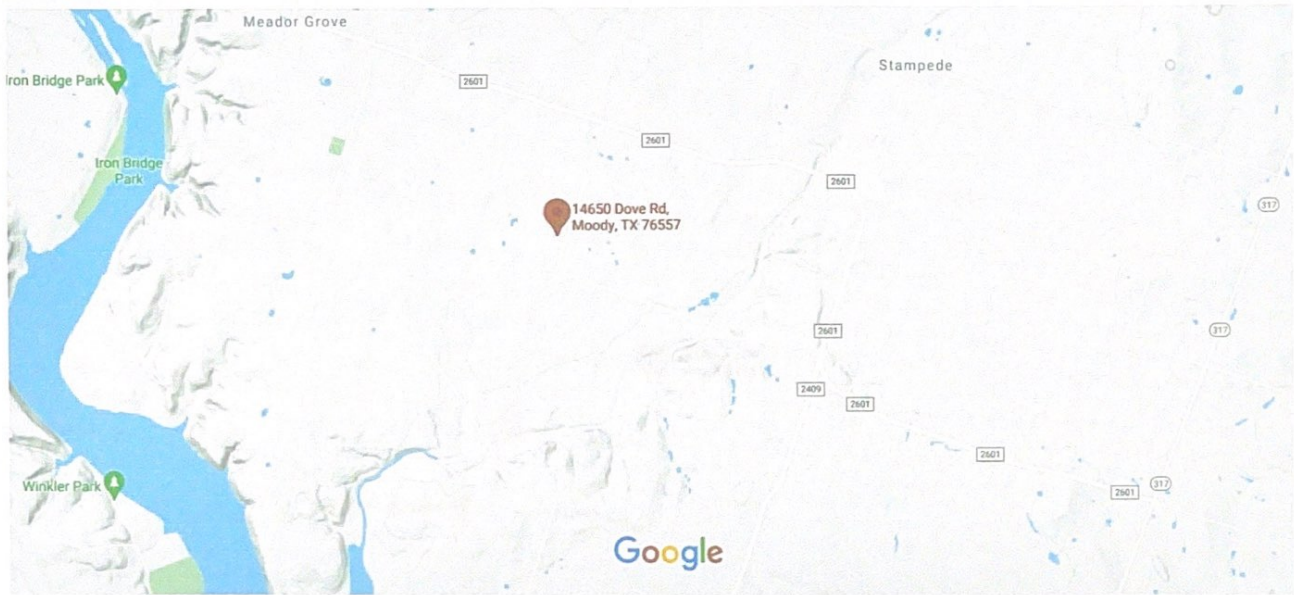 Meador Grove
Stampede
Iron Bridge Park
2601
2601
Iron Bridge
Park
2601
317
14650 Dove Rd,
Moody, TX 76557
2601
317
2409
2601
2601
Winkler Park
2601
317
Google